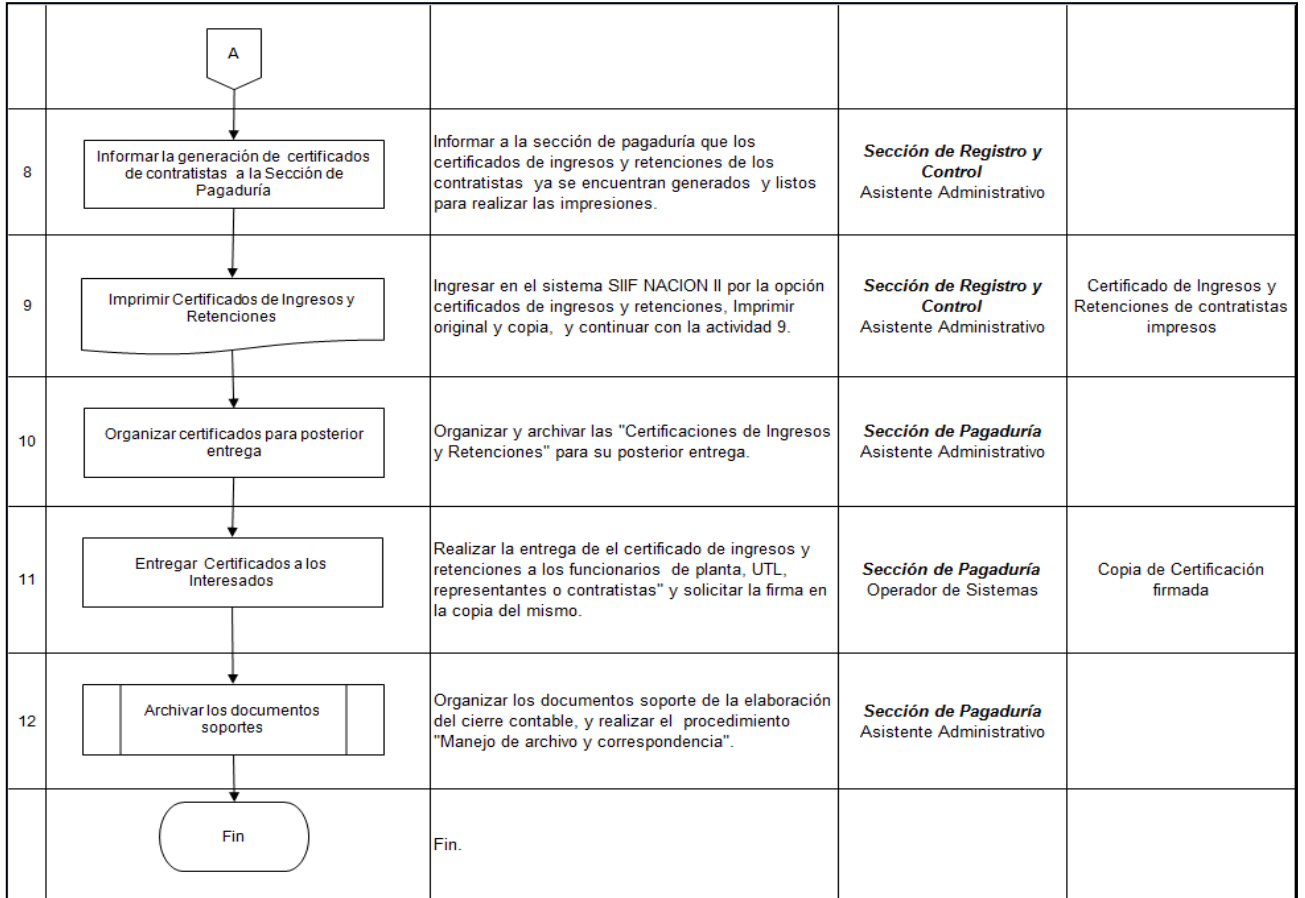 A
8
Informar la generación de certificados
de contratistas a la Sección de
Pagaduría
Informar a la sección de pagaduría que los
certificados de ingresos y retenciones de los
contratistas ya se encuentran generados y listos
para realizar las impresiones.
Sección de Registro y
Control
Asistente Administrativo
9
Imprimir Certificados de Ingresos y
Retenciones
Ingresar en el sistema SIIF NACION II por la opción
certificados de ingresos y retenciones, Imprimir
original y copia, y continuar con la actividad 9.
Sección de Registro y
Control
Asistente Administrativo
Certificado de Ingresos y
Retenciones de contratistas
impresos
10
Organizar certificados para posterior
entrega
Organizar y archivar las "Certificaciones de Ingresos
y Retenciones" para su posterior entrega.
Sección de Pagaduría
Asistente Administrativo
11
Entregar Certificados a los
Interesados
Realizar la entrega de el certificado de ingresos y
retenciones a los funcionarios de planta, UTL,
representantes o contratistas" y solicitar la firma en
la copia del mismo.
Sección de Pagaduría
Operador de Sistemas
Copia de Certificación
firmada
12
Archivar los documentos
soportes
Organizar los documentos soporte de la elaboración
del cierre contable, y realizar el procedimiento
"Manejo de archivo y correspondencia".
Sección de Pagaduría
Asistente Administrativo
Fin
Fin.